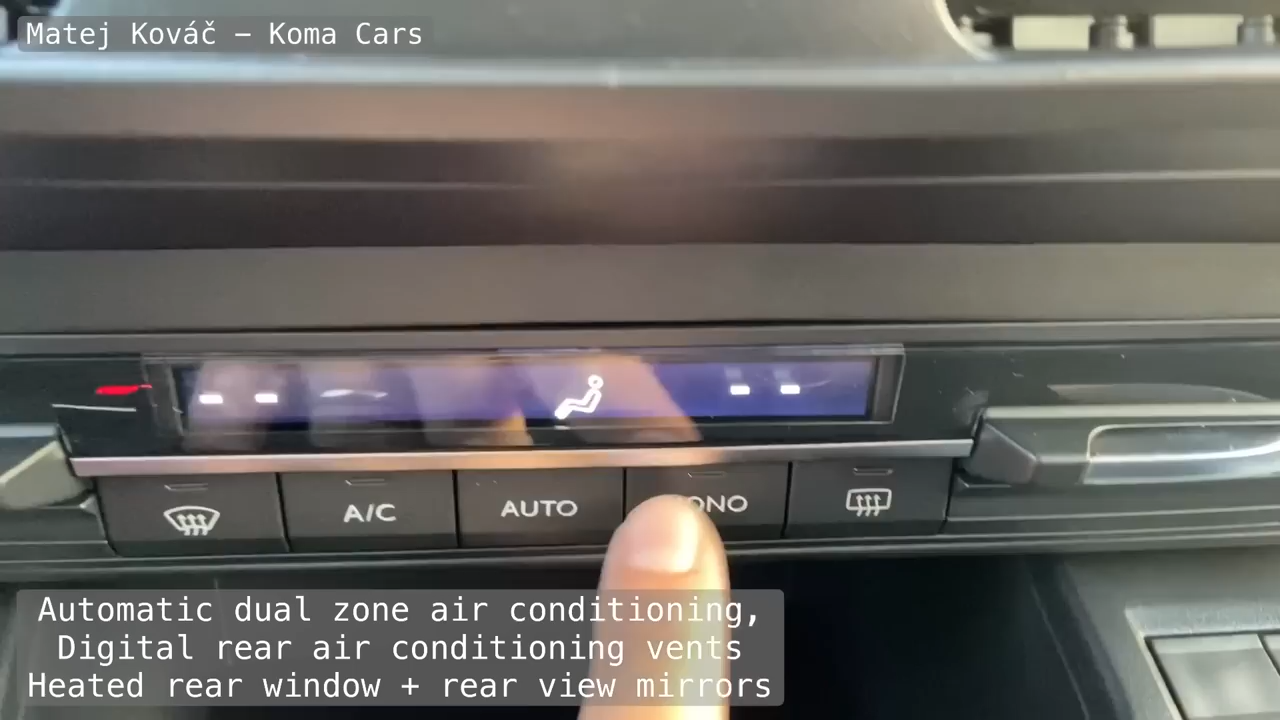 Matej Kováč – Koma Cars
A/C
AUTO
ONO
Automatic dual zone air conditioning,
Digital rear air conditioning vents
Heated rear window + rear view mirrors